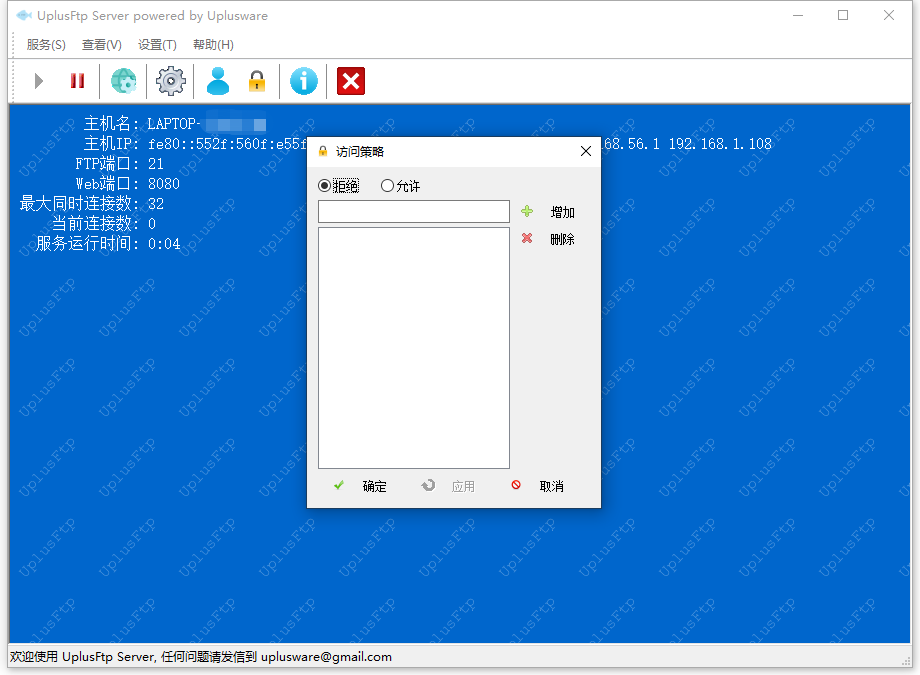 UplusFtp Server powered by Uplusware
服务(S) 查看(V) 设置(T) 帮助(H)
主机名: LAPTOP-
主机IP: fe80::552f:560f:e55f 68.56.1 192.168.1.108
FTP端口: 21
Web端口: 8080
最大同时连接数: 32
当前连接数: 0
服务运行时间: 0:04
访问策略
拒绝 允许
增加
删除
确定 应用 取消
UplusFtp
欢迎使用 UplusFtp Server, 任何问题请发信到 uplusware@gmail.com